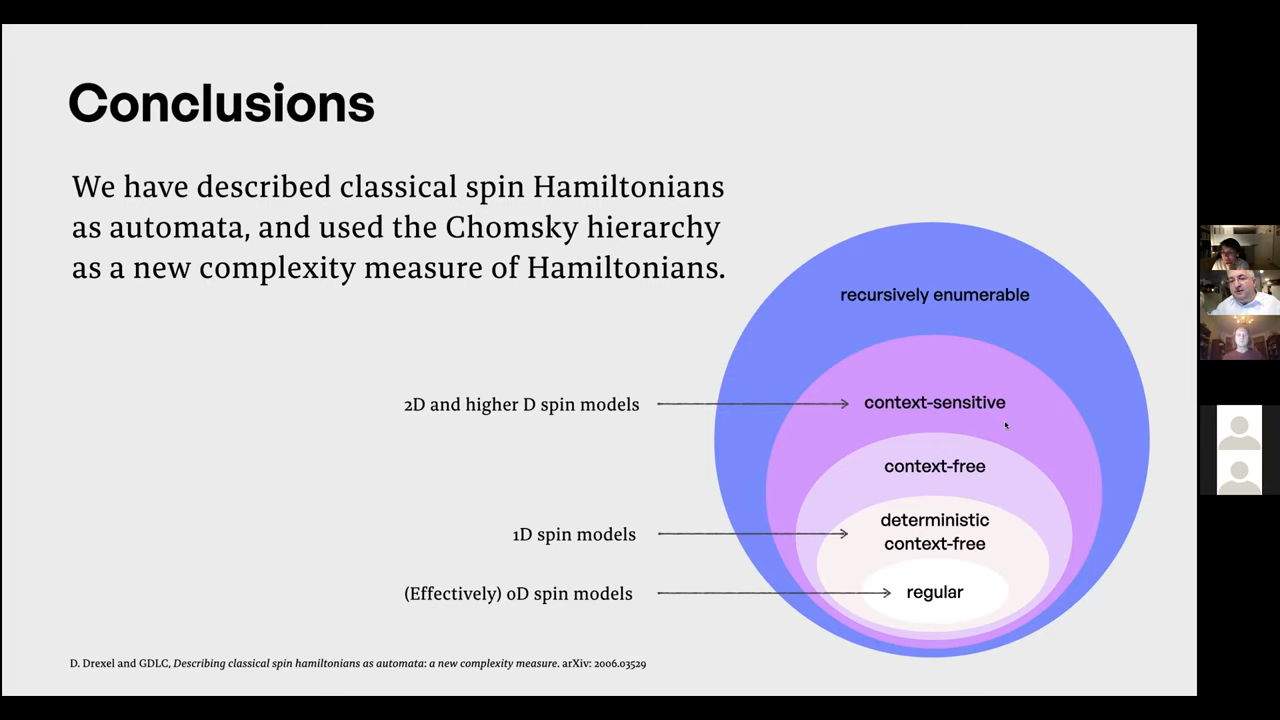 Conclusions
We have described classical spin Hamiltonians
as automata, and used the Chomsky hierarchy
as a new complexity measure of Hamiltonians.
recursively enumerable
2D and higher D spin models
context-sensitive
context-free
deterministic
context-free
1D spin models
(Effectively) 0D spin models
regular
D. Drexel and GDLC, Describing classical spin hamiltonians as automata: a new complexity measure. arXiv: 2006.03529